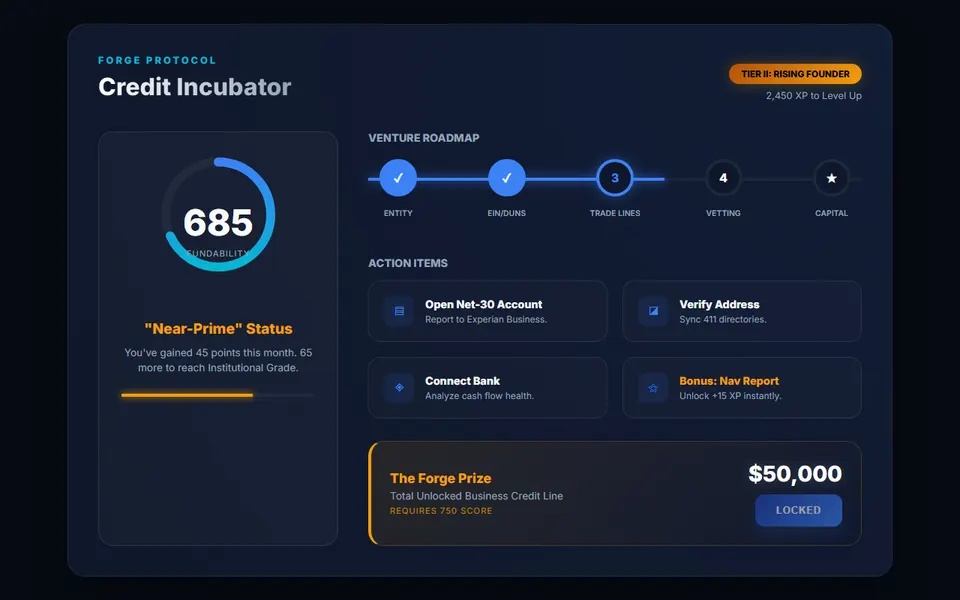 FORGE PROTOCOL
Credit Incubator
TIER II: RISING FOUNDER
2,450 XP to Level Up
685
FUNDABILITY
"Near-Prime" Status
You've gained 45 points this month. 65
more to reach Institutional Grade.
VENTURE ROADMAP
✓
✓
3
4
★
ENTITY
EIN/DUNS
TRADE LINES
VETTING
CAPITAL
ACTION ITEMS
Open Net-30 Account
Report to Experian Business.
Verify Address
Sync 411 directories.
Connect Bank
Analyze cash flow health.
Bonus: Nav Report
Unlock +15 XP instantly.
The Forge Prize
Total Unlocked Business Credit Line
REQUIRES 750 SCORE
$50,000
LOCKED